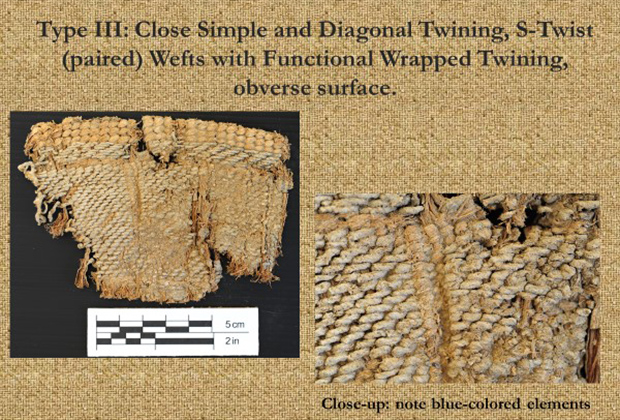 Type III: Close Simple and Diagonal Twining, S-Twist
(paired) Wefts with Functional Wrapped Twining,
obverse surface.
5 cm
2 in
Close-up: note blue-colored elements